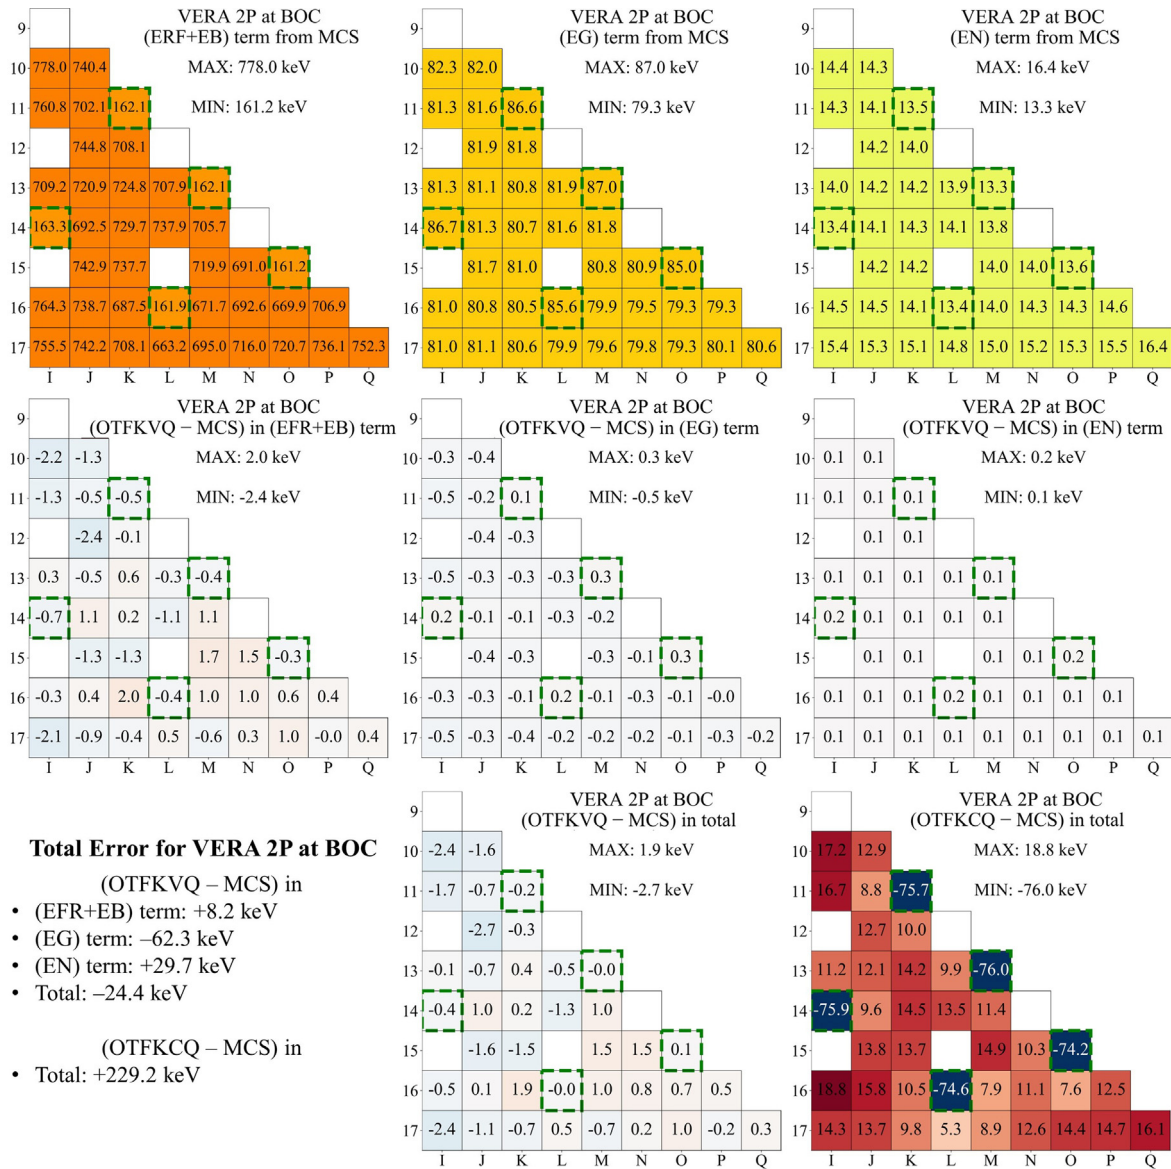 VERA 2P at BOC
(ERF+EB) term from MCS
MAX: 778.0 keV
MIN: 161.2 keV
9
10 778.0 740.4
11 760.8 702.1 162.1
12 744.8 708.1
13 709.2 720.9 724.8 707.9 162.1
14 163.3 692.5 729.7 737.9 705.7
15 742.9 737.7 719.9 691.0 161.2
16 764.3 738.7 687.5 161.9 671.7 692.6 669.9 706.9
17 755.5 742.2 708.1 663.2 695.0 716.0 720.7 736.1 752.3
I J K L M N O P Q
VERA 2P at BOC
(EG) term from MCS
MAX: 87.0 keV
MIN: 79.3 keV
9
10 82.3 82.0
11 81.3 81.6 86.6
12 81.9 81.8
13 81.3 81.1 80.8 81.9 87.0
14 86.7 81.3 80.7 81.6 81.8
15 81.7 81.0 80.8 80.9 85.0
16 81.0 80.8 80.5 85.6 79.9 79.5 79.3 79.3
17 81.0 81.1 80.6 79.9 79.6 79.8 79.3 80.1 80.6
I J K L M N O P Q
VERA 2P at BOC
(EN) term from MCS
MAX: 16.4 keV
MIN: 13.3 keV
9
10 14.4 14.3
11 14.3 14.1 13.5
12 14.2 14.0
13 14.0 14.2 14.2 13.9 13.3
14 13.4 14.1 14.3 14.1 13.8
15 14.2 14.2 14.0 14.0 13.6
16 14.5 14.5 14.1 13.4 14.0 14.3 14.3 14.6
17 15.4 15.3 15.1 14.8 15.0 15.2 15.3 15.5 16.4
I J K L M N O P Q
VERA 2P at BOC
(OTFKVQ − MCS) in (EFR+EB) term
MAX: 2.0 keV
MIN: -2.4 keV
9
10 -2.2 -1.3
11 -1.3 -0.5 -0.5
12 -2.4 -0.1
13 0.3 -0.5 0.6 -0.3 -0.4
14 -0.7 1.1 0.2 -1.1 1.1
15 -1.3 -1.3 1.7 1.5 -0.3
16 -0.3 0.4 2.0 -0.4 1.0 1.0 0.6 0.4
17 -2.1 -0.9 -0.4 0.5 -0.6 0.3 1.0 -0.0 0.4
I J K L M N O P Q
VERA 2P at BOC
(OTFKVQ − MCS) in (EG) term
MAX: 0.3 keV
MIN: -0.5 keV
9
10 -0.3 -0.4
11 -0.5 -0.2 0.1
12 -0.4 -0.3
13 -0.5 -0.3 -0.3 -0.3 0.3
14 0.2 -0.1 -0.1 -0.3 -0.2
15 -0.4 -0.3 -0.3 -0.1 0.3
16 -0.3 -0.3 -0.1 0.2 -0.1 -0.3 -0.1 -0.0
17 -0.5 -0.3 -0.4 -0.2 -0.2 -0.2 -0.1 -0.3 -0.2
I J K L M N O P Q
VERA 2P at BOC
(OTFKVQ − MCS) in (EN) term
MAX: 0.2 keV
MIN: 0.1 keV
9
10 0.1 0.1
11 0.1 0.1 0.1
12 0.1 0.1
13 0.1 0.1 0.1 0.1 0.1
14 0.2 0.1 0.1 0.1 0.1
15 0.1 0.1 0.1 0.1 0.2
16 0.1 0.1 0.1 0.2 0.1 0.1 0.1 0.1
17 0.1 0.1 0.1 0.1 0.1 0.1 0.1 0.1 0.1
I J K L M N O P Q
Total Error for VERA 2P at BOC
(OTFKVQ – MCS) in
• (EFR+EB) term: +8.2 keV
• (EG) term: –62.3 keV
• (EN) term: +29.7 keV
• Total: –24.4 keV
(OTFKCQ – MCS) in
• Total: +229.2 keV
VERA 2P at BOC
(OTFKVQ − MCS) in total
MAX: 1.9 keV
MIN: -2.7 keV
9
10 -2.4 -1.6
11 -1.7 -0.7 -0.2
12 -2.7 -0.3
13 -0.1 -0.7 0.4 -0.5 -0.0
14 -0.4 1.0 0.2 -1.3 1.0
15 -1.6 -1.5 1.5 1.5 0.1
16 -0.5 0.1 1.9 -0.0 1.0 0.8 0.7 0.5
17 -2.4 -1.1 -0.7 0.5 -0.7 0.2 1.0 -0.2 0.3
I J K L M N O P Q
VERA 2P at BOC
(OTFKCQ − MCS) in total
MAX: 18.8 keV
MIN: -76.0 keV
9
10 17.2 12.9
11 16.7 8.8 -75.7
12 12.7 10.0
13 11.2 12.1 14.2 9.9 -76.0
14 -75.9 9.6 14.5 13.5 11.4
15 13.8 13.7 14.9 10.3 -74.2
16 18.8 15.8 10.5 -74.6 7.9 11.1 7.6 12.5
17 14.3 13.7 9.8 5.3 8.9 12.6 14.4 14.7 16.1
I J K L M N O P Q